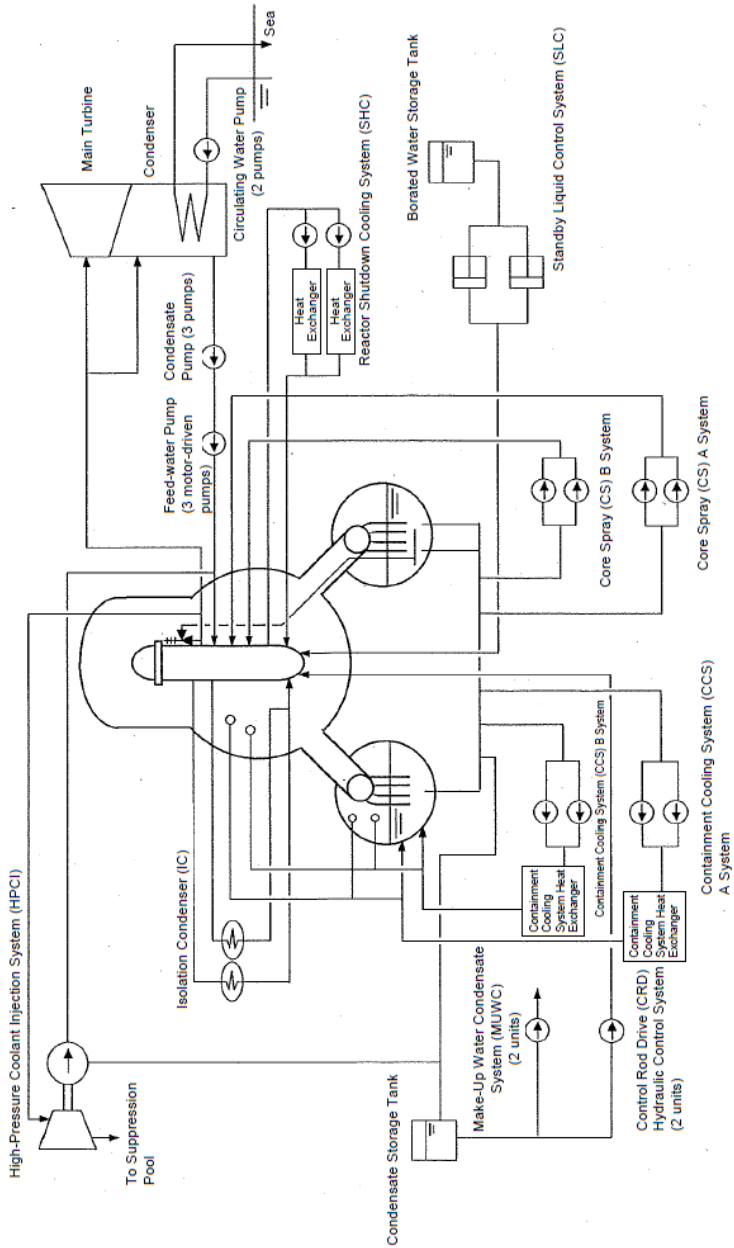 High-Pressure Coolant Injection System (HPCI)
To Suppression
Pool
Isolation Condenser (IC)
Condensate Storage Tank
Make-Up Water Condensate
System (MUWC)
(2 units)
Control Rod Drive (CRD)
Hydraulic Control System
(2 units)
Containment
Cooling
System Heat
Exchanger
Containment
Cooling
System Heat
Exchanger
Containment Cooling System (CCS) B System
Containment Cooling System (CCS)
A System
Feed-water Pump
(3 motor-driven
pumps)
Condensate
Pump (3 pumps)
Main Turbine
Condenser
Sea
Circulating Water Pump
(2 pumps)
Heat
Exchanger
Heat
Exchanger
Reactor Shutdown Cooling System (SHC)
Borated Water Storage Tank
Standby Liquid Control System (SLC)
Core Spray (CS) B System
Core Spray (CS) A System